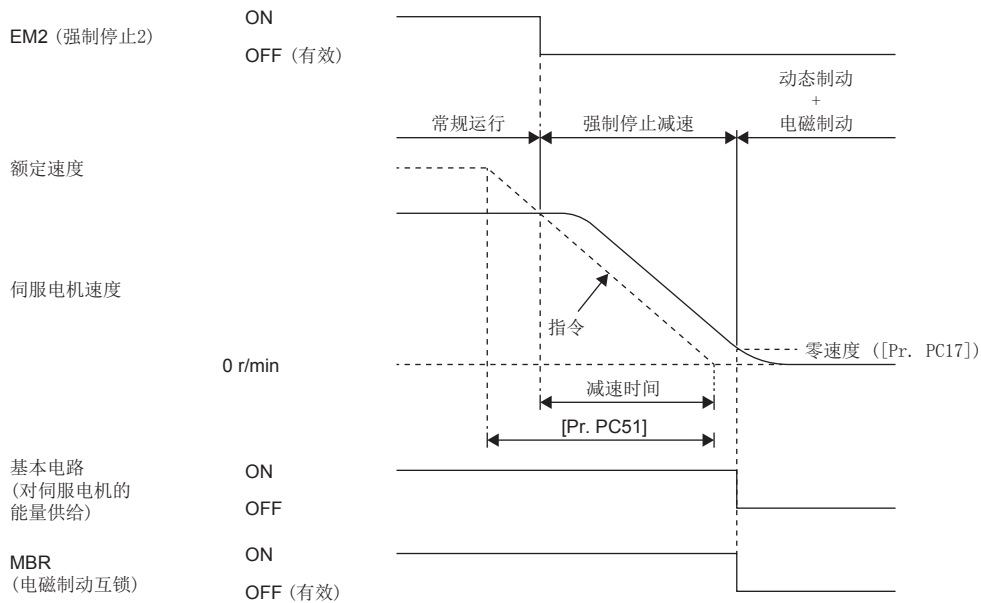 ON
EM2 (强制停止2)
OFF (有效)
动态制动
+
常规运行 强制停止减速 电磁制动
额定速度
伺服电机速度
指令
零速度 ([Pr. PC17])
0 r/min
减速时间
[Pr. PC51]
基本电路
(对伺服电机的
能量供给)
ON
OFF
MBR
(电磁制动互锁)
ON
OFF (有效)